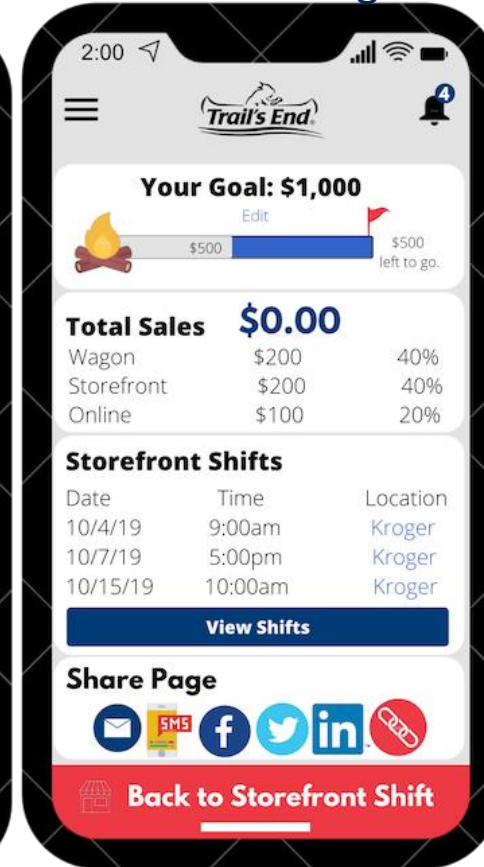 2:00
4
Trail's End
Your Goal: $1,000
Edit
$500
$500
left to go.
Total Sales $0.00
Wagon $200 40%
Storefront $200 40%
Online $100 20%
Storefront Shifts
Date Time Location
10/4/19 9:00am Kroger
10/7/19 5:00pm Kroger
10/15/19 10:00am Kroger
View Shifts
Share Page
SMS
f
in
Back to Storefront Shift